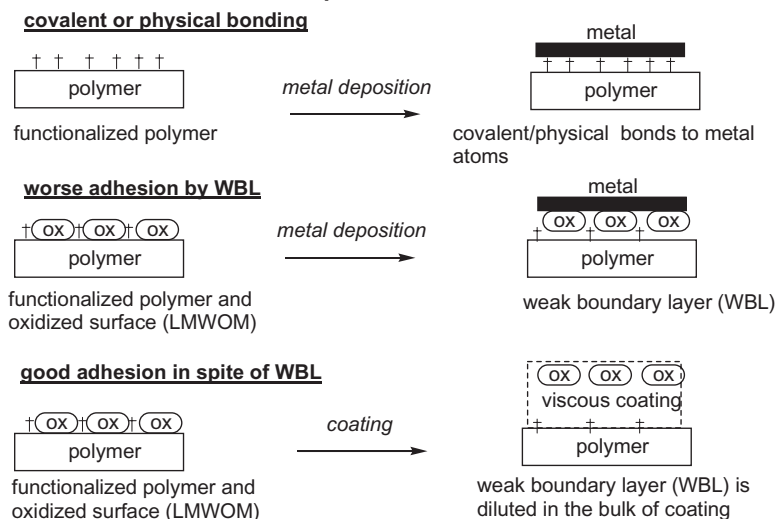 covalent or physical bonding
metal
polymer
metal deposition
polymer
functionalized polymer
covalent/physical bonds to metal
atoms
worse adhesion by WBL
metal
ox ox ox
metal deposition
ox ox ox
polymer
polymer
functionalized polymer and
oxidized surface (LMWOM)
weak boundary layer (WBL)
good adhesion in spite of WBL
ox ox ox
viscous coating
ox ox ox
coating
polymer
polymer
functionalized polymer and
oxidized surface (LMWOM)
weak boundary layer (WBL) is
diluted in the bulk of coating